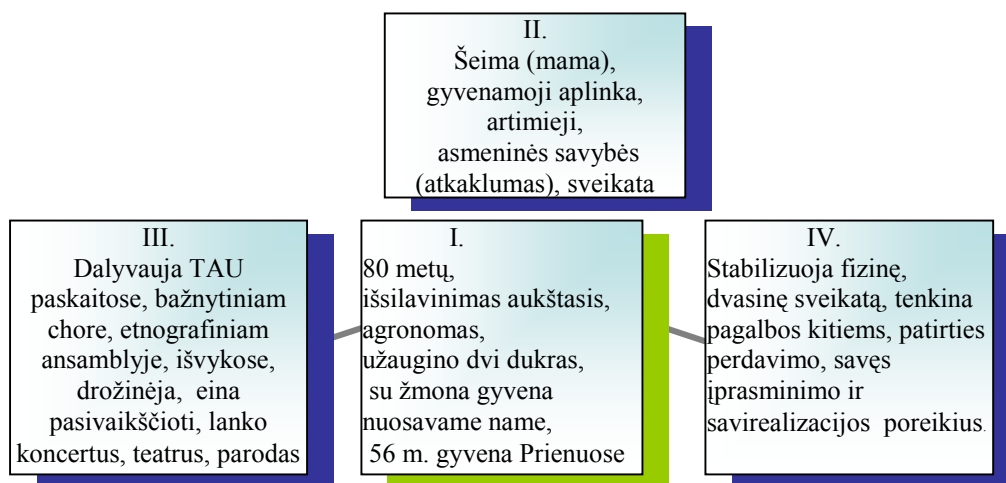 II.
Šeima (mama),
gyvenamoji aplinka,
artimieji,
asmeninės savybės
(atkaklumas), sveikata
III.
Dalyvauja TAU
paskaitose, bažnytiniam
chore, etnografiniam
ansamblyje, išvykose,
drožinėja, eina
pasivaikščioti, lanko
koncertus, teatrus, parodas
I.
80 metų,
išsilavinimas aukštasis,
agronomas,
užaugino dvi dukras,
su žmona gyvena
nuosavame name,
56 m. gyvena Prienuose
IV.
Stabilizuoja fizinę,
dvasinę sveikatą, tenkina
pagalbos kitiems, patirties
perdavimo, savęs
įprasminimo ir
savirealizacijos poreikius.